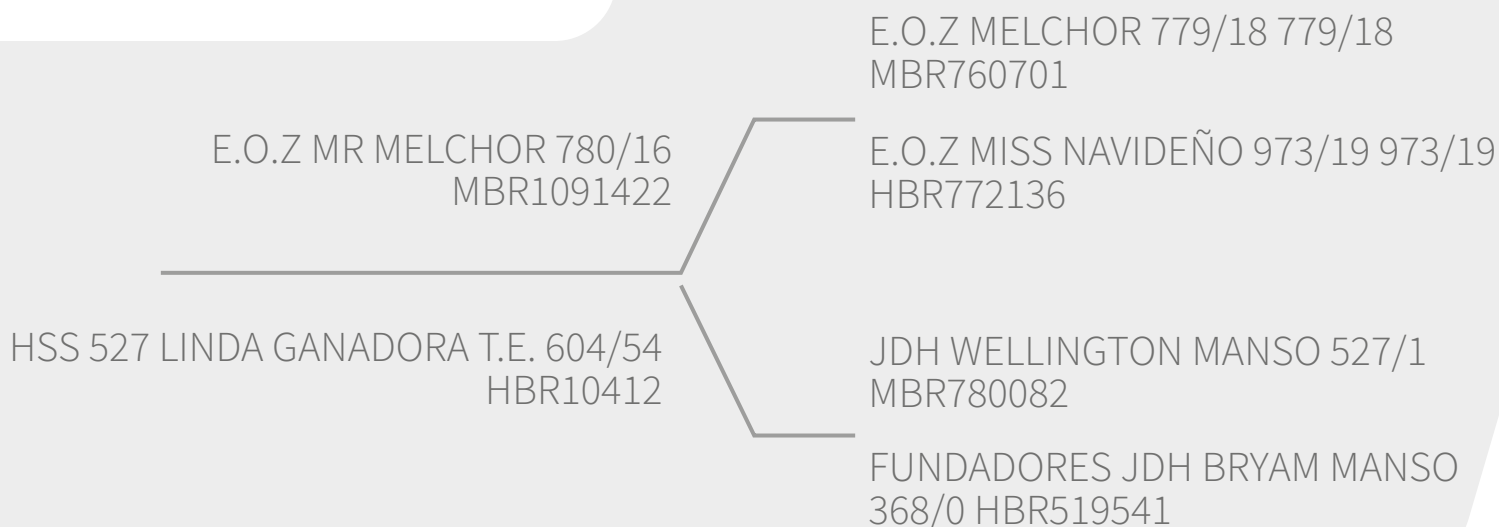 E.O.Z MR MELCHOR 780/16
MBR1091422
HSS 527 LINDA GANADORA T.E. 604/54
HBR10412
E.O.Z MELCHOR 779/18 779/18
MBR760701
E.O.Z MISS NAVIDEÑO 973/19 973/19
HBR772136
JDH WELLINGTON MANSO 527/1
MBR780082
FUNDADORES JDH BRYAM MANSO
368/0 HBR519541